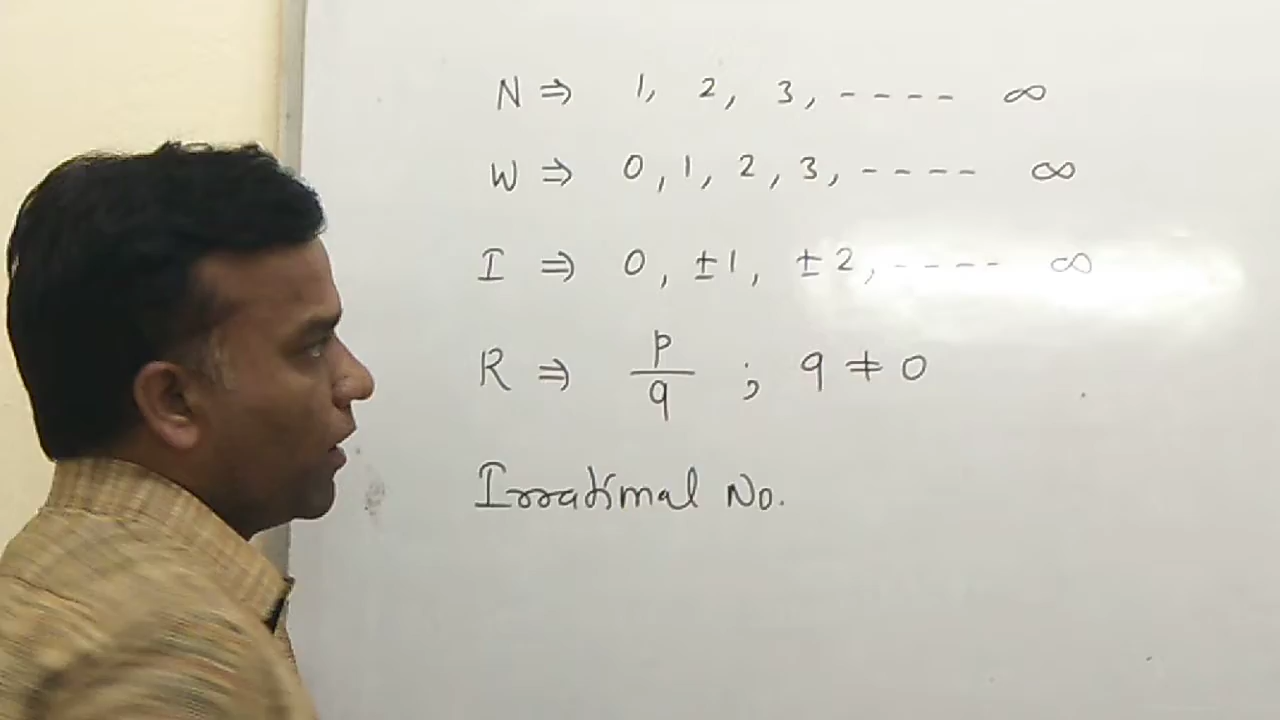 N ⇒ 1, 2, 3, ---- ∞
W ⇒ 0, 1, 2, 3, ---- ∞
I ⇒ 0, ±1, ±2, ---- ∞
R ⇒ p/q ; q ≠ 0
Irrational No.